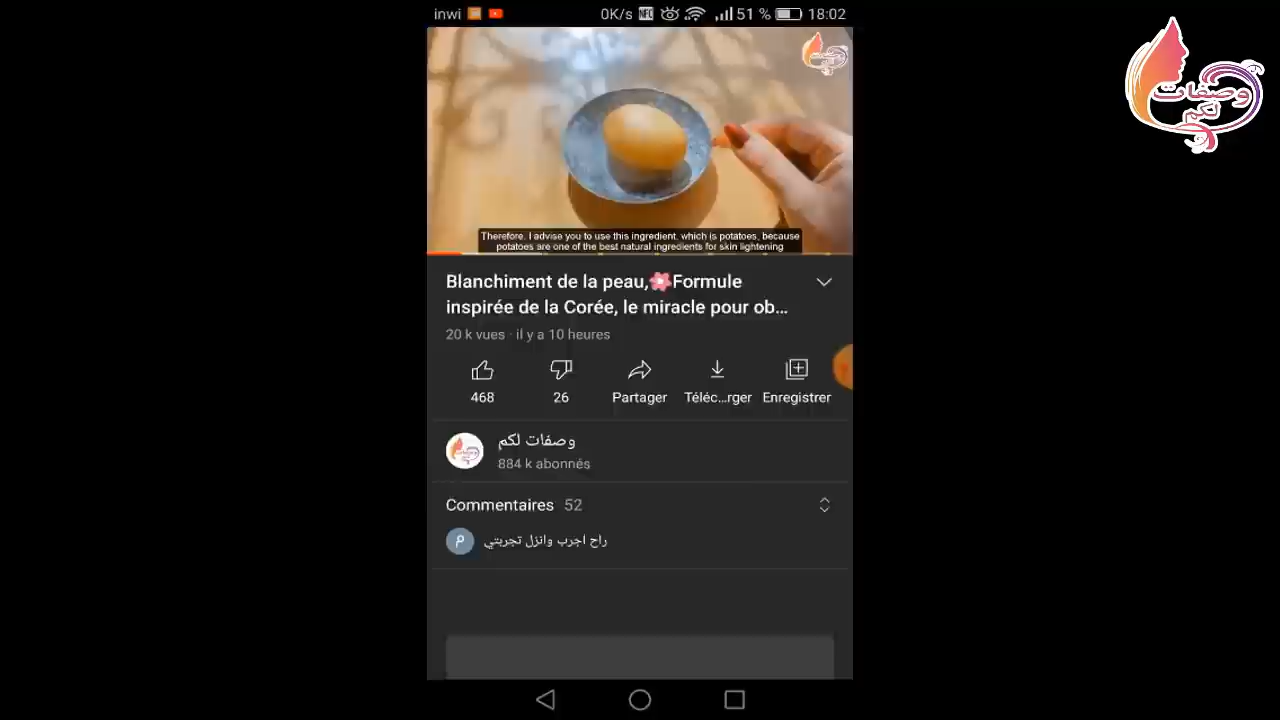 inwi 0K/s NFC 51 % 18:02
وصفات
لكم
Therefore, I advise you to use this ingredient, which is potatoes, because
potatoes are one of the best natural ingredients for skin lightening
Blanchiment de la peau,🌸Formule
inspirée de la Corée, le miracle pour ob...
20 k vues · il y a 10 heures
468 26 Partager Téléc...rger Enregistrer
وصفات لكم
884 k abonnés
Commentaires 52
م راح اجرب وانزل تجربتي